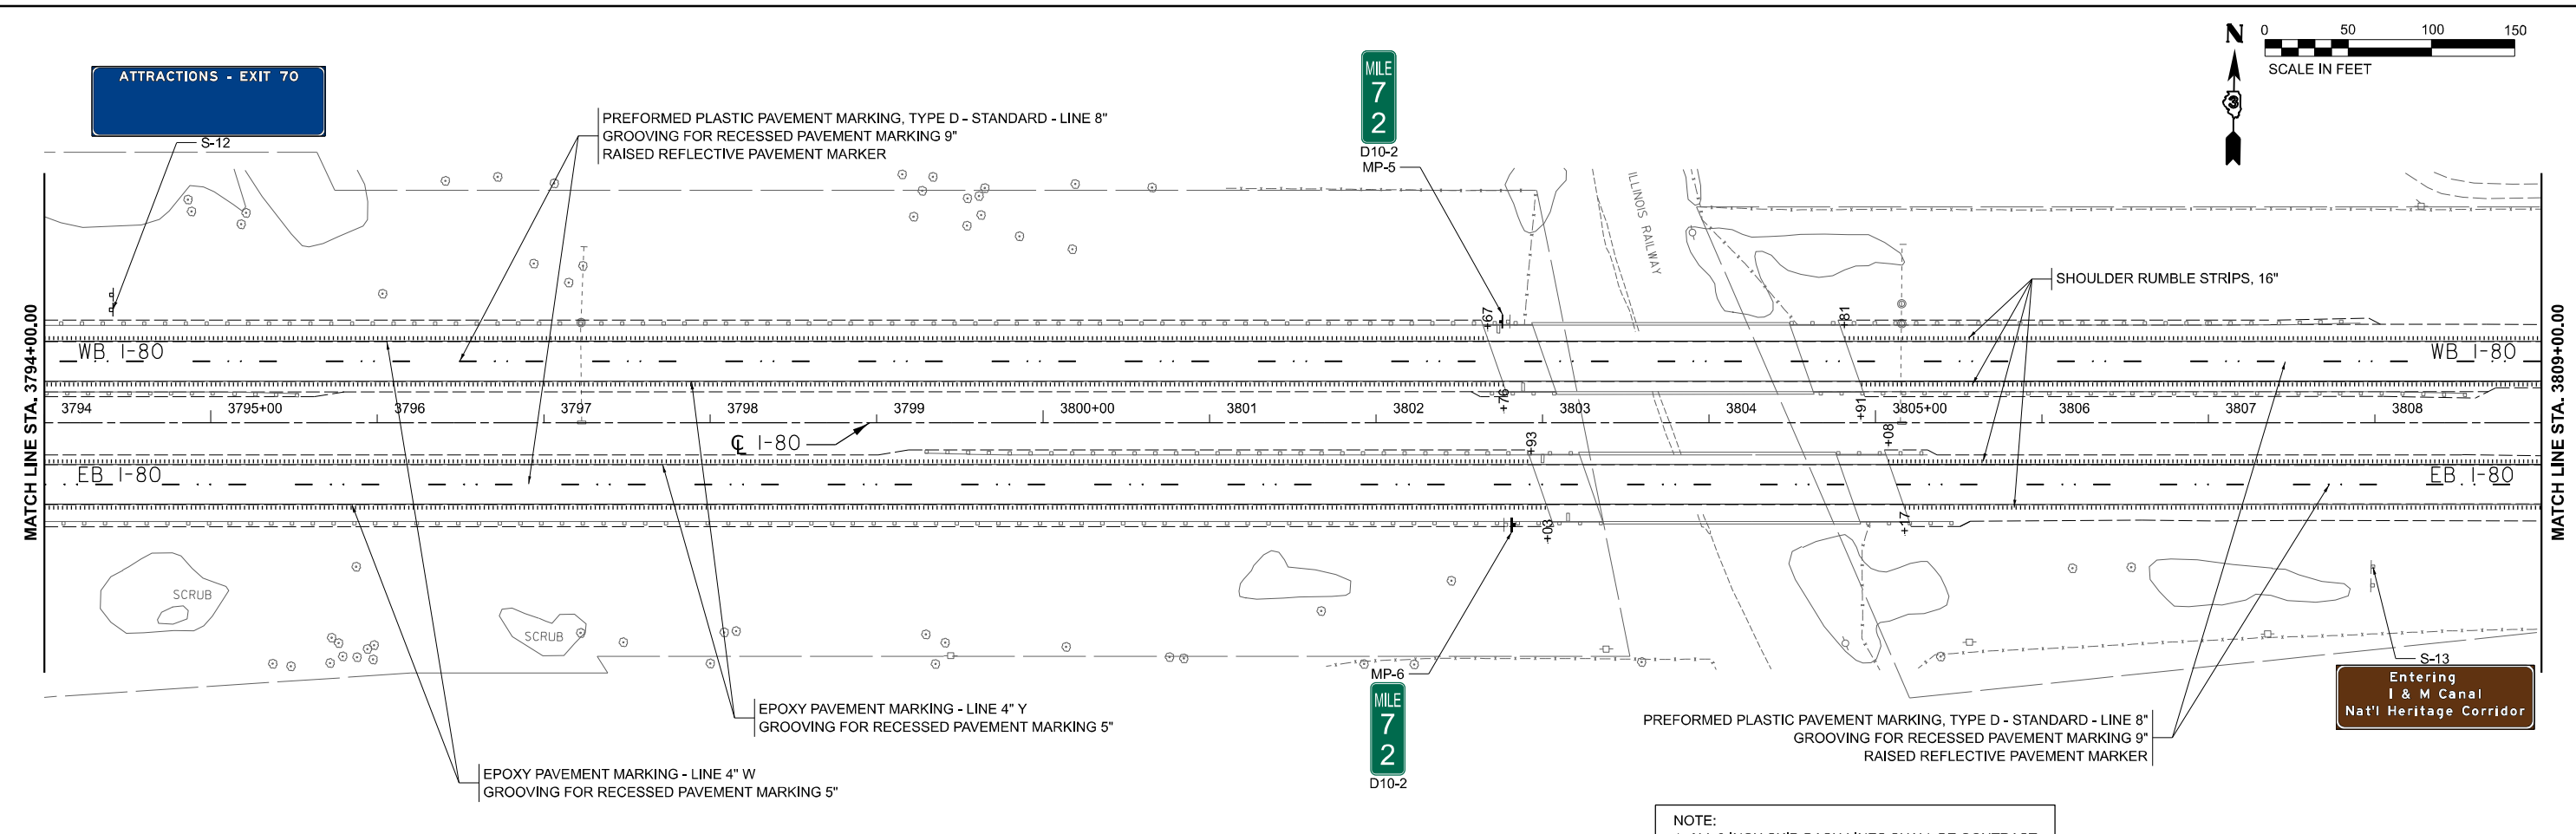 N
0 50 100 150
SCALE IN FEET
3
ATTRACTIONS - EXIT 70
S-12
PREFORMED PLASTIC PAVEMENT MARKING, TYPE D - STANDARD - LINE 8"
GROOVING FOR RECESSED PAVEMENT MARKING 9"
RAISED REFLECTIVE PAVEMENT MARKER
MILE
7
2
D10-2
MP-5
ILLINOIS RAILWAY
SHOULDER RUMBLE STRIPS, 16"
MATCH LINE STA. 3794+00.00
MATCH LINE STA. 3809+00.00
+67
+81
WB I-80
WB I-80
+76
+91
3794 3795+00 3796 3797 3798 3799 3800+00 3801 3802 3803 3804 3805+00 3806 3807 3808
℄ I-80
+93
+08
EB I-80
EB I-80
+03
+17
SCRUB
SCRUB
MP-6
MILE
7
2
D10-2
S-13
Entering
I & M Canal
Nat'l Heritage Corridor
EPOXY PAVEMENT MARKING - LINE 4" Y
GROOVING FOR RECESSED PAVEMENT MARKING 5"
PREFORMED PLASTIC PAVEMENT MARKING, TYPE D - STANDARD - LINE 8"
GROOVING FOR RECESSED PAVEMENT MARKING 9"
RAISED REFLECTIVE PAVEMENT MARKER
EPOXY PAVEMENT MARKING - LINE 4" W
GROOVING FOR RECESSED PAVEMENT MARKING 5"
NOTE: